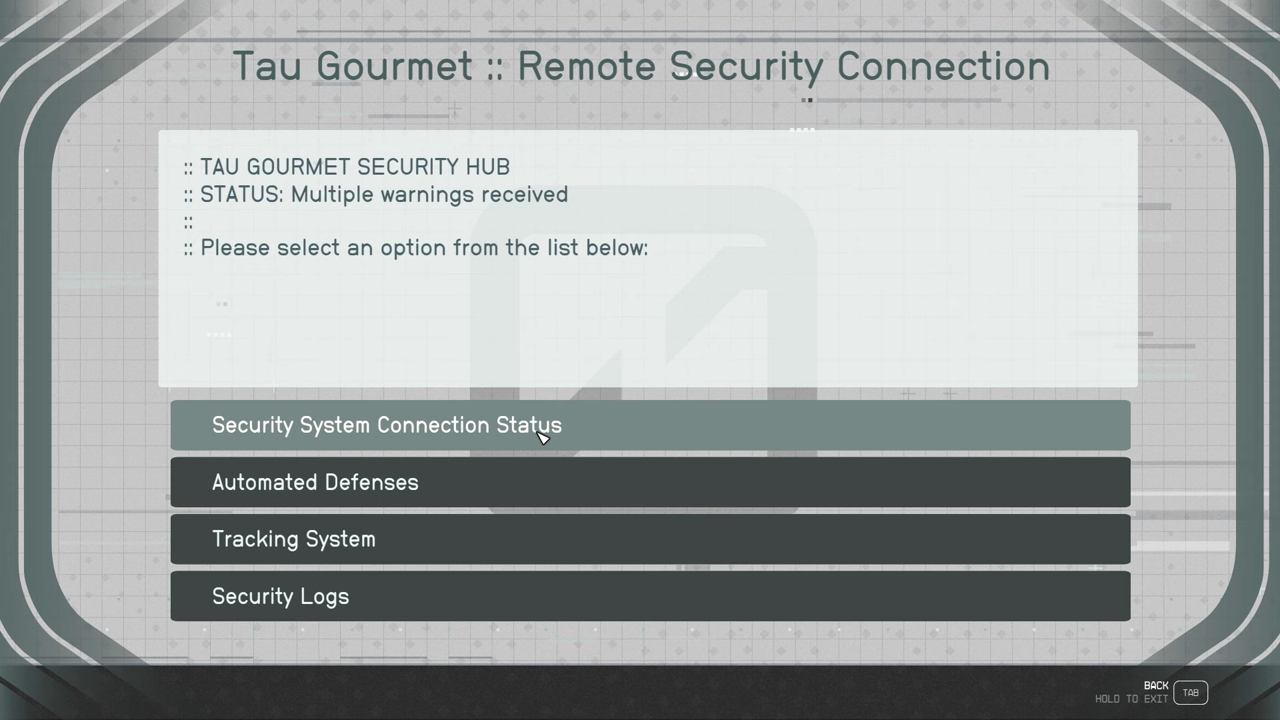 Tau Gourmet :: Remote Security Connection
:: TAU GOURMET SECURITY HUB
:: STATUS: Multiple warnings received
::
:: Please select an option from the list below:
Security System Connection Status
Automated Defenses
Tracking System
Security Logs
BACK
HOLD TO EXIT
TAB